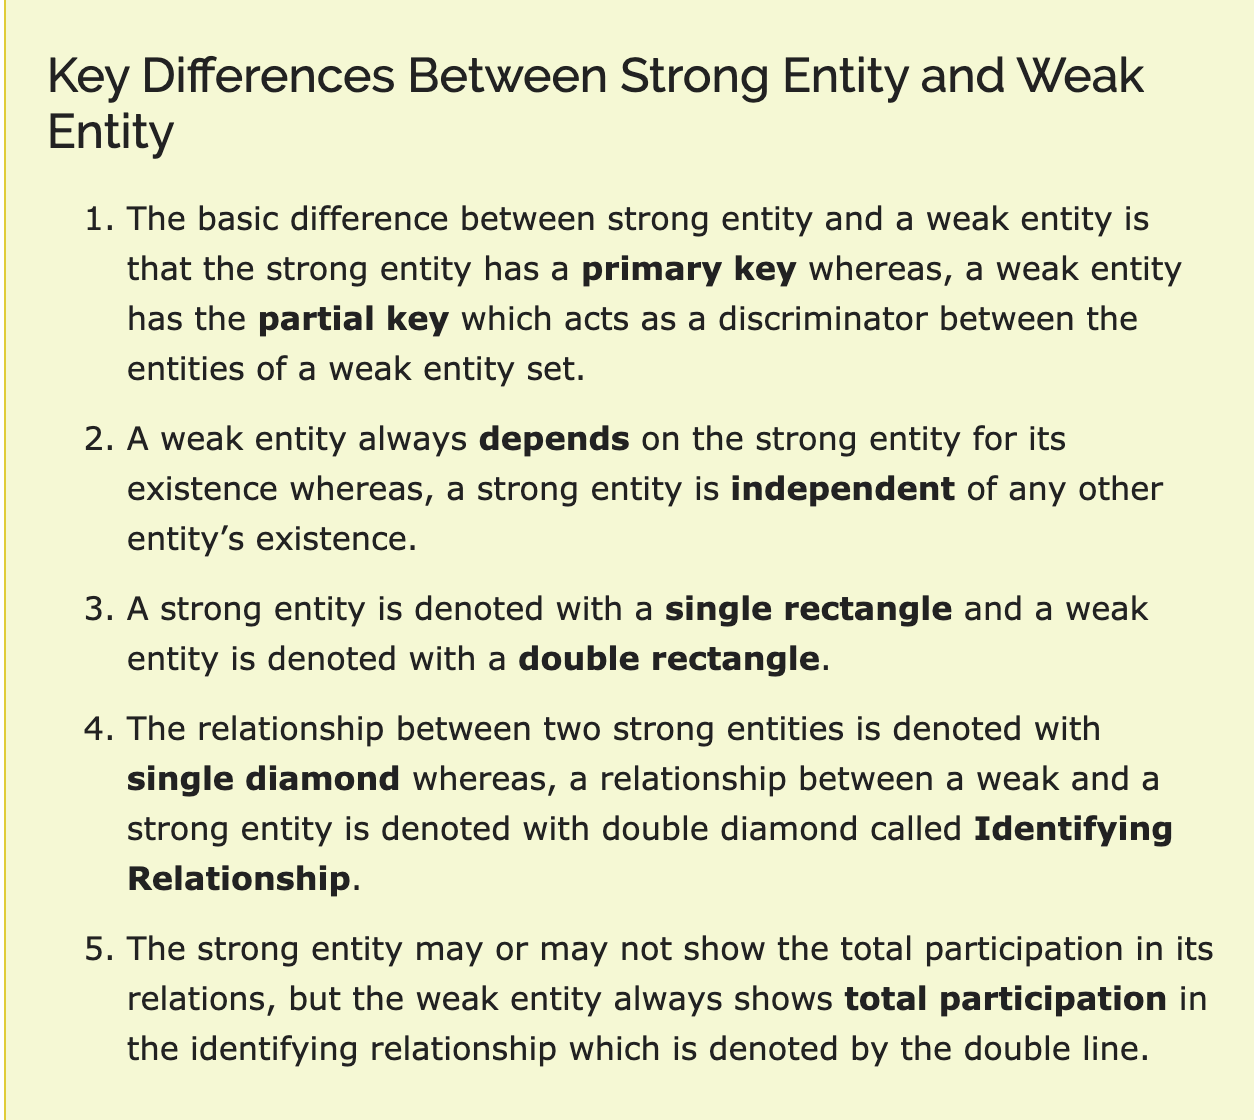 Key Differences Between Strong Entity and Weak
Entity
1. The basic difference between strong entity and a weak entity is
that the strong entity has a primary key whereas, a weak entity
has the partial key which acts as a discriminator between the
entities of a weak entity set.
2. A weak entity always depends on the strong entity for its
existence whereas, a strong entity is independent of any other
entity’s existence.
3. A strong entity is denoted with a single rectangle and a weak
entity is denoted with a double rectangle.
4. The relationship between two strong entities is denoted with
single diamond whereas, a relationship between a weak and a
strong entity is denoted with double diamond called Identifying
Relationship.
5. The strong entity may or may not show the total participation in its
relations, but the weak entity always shows total participation in
the identifying relationship which is denoted by the double line.